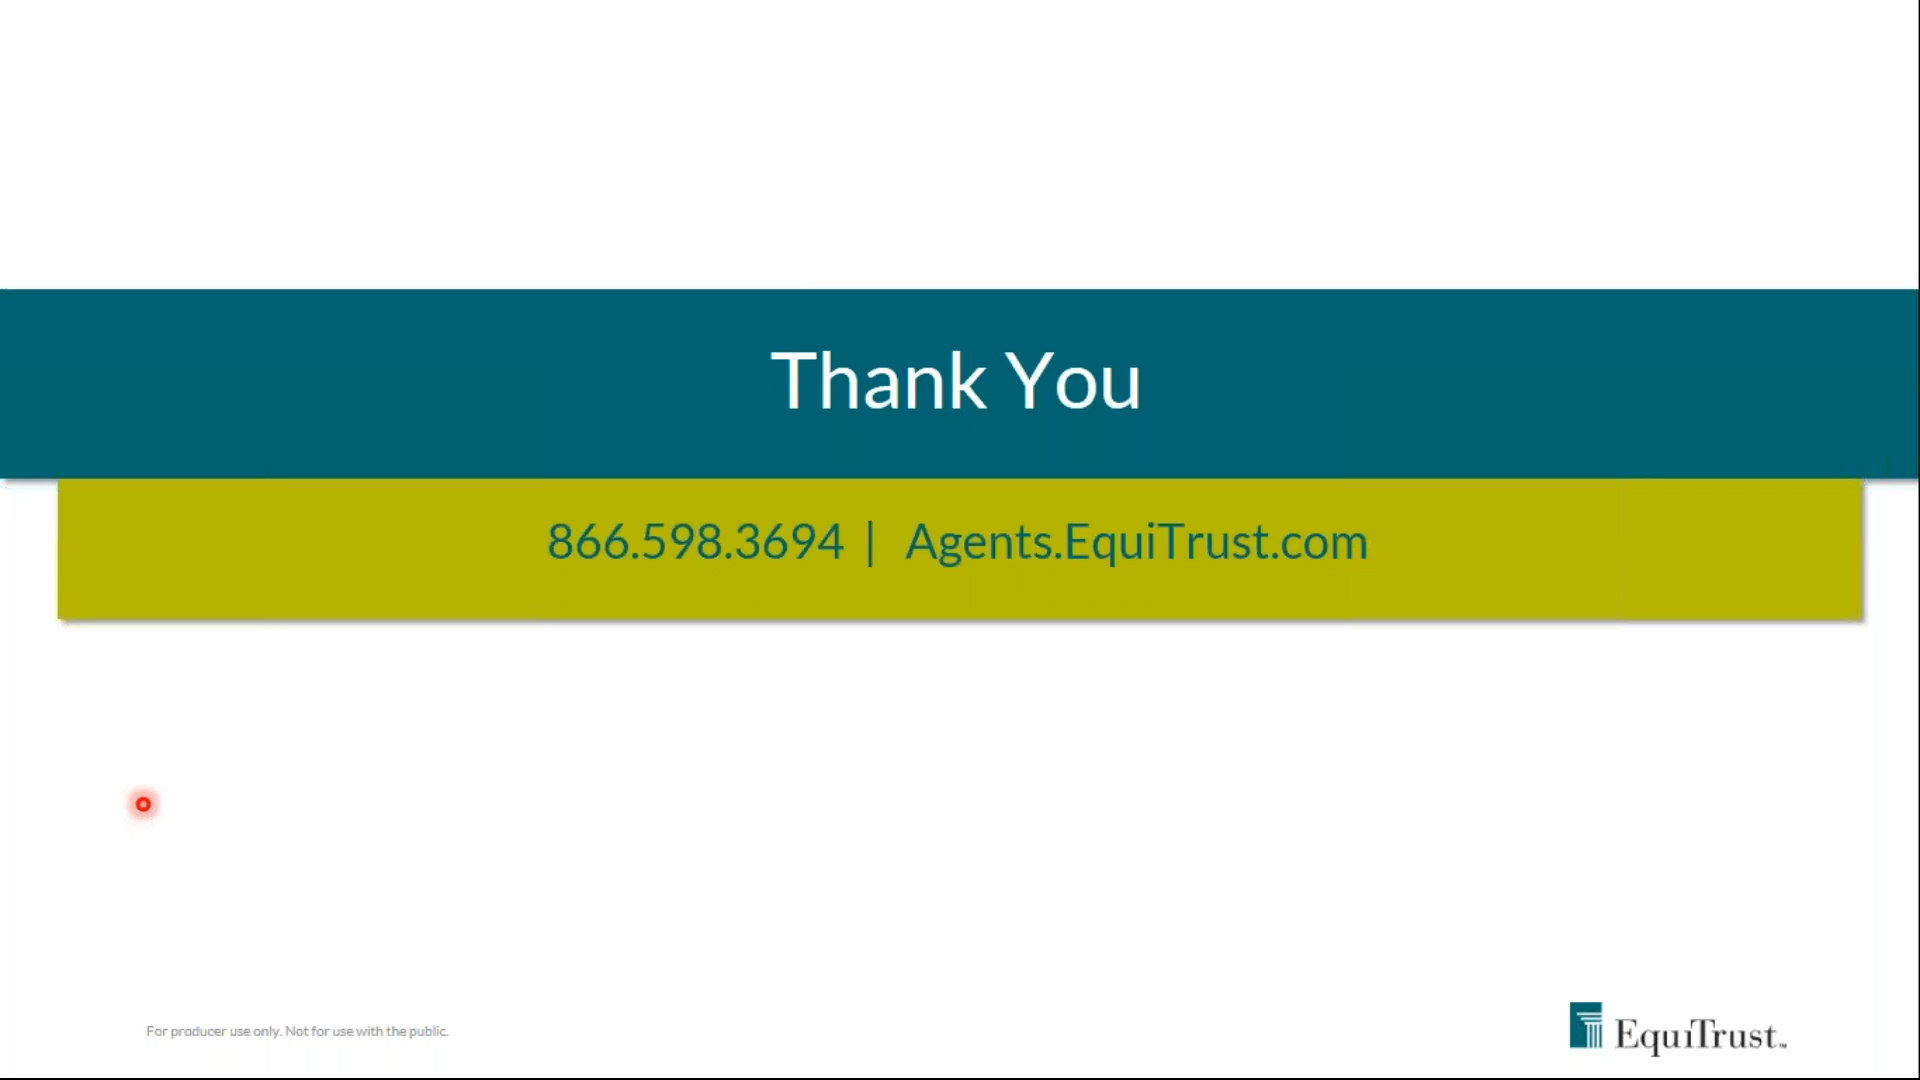 Thank You
866.598.3694 | Agents.EquiTrust.com
For producer use only. Not for use with the public.
EquiTrust